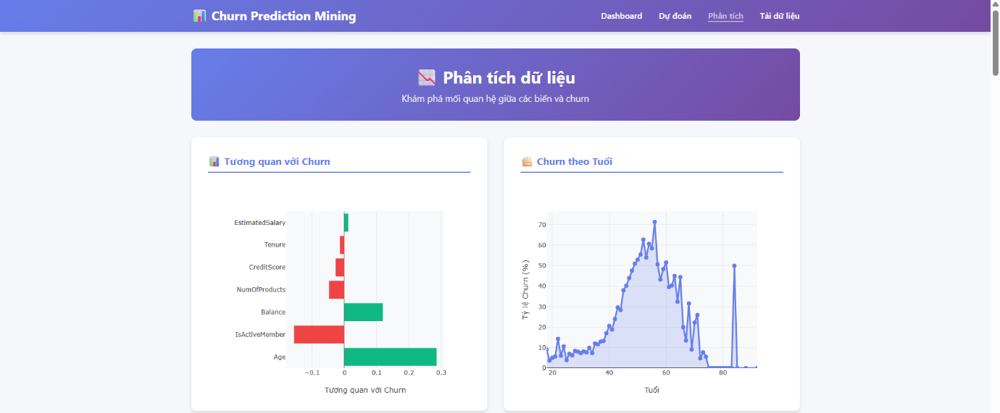 Churn Prediction Mining
Dashboard Dự đoán Phân tích Tải dữ liệu
Phân tích dữ liệu
Khám phá mối quan hệ giữa các biến và churn
Tương quan với Churn
EstimatedSalary
Tenure
CreditScore
NumOfProducts
Balance
IsActiveMember
Age
−0.1 0 0.1 0.2 0.3
Tương quan với Churn
Churn theo Tuổi
Tỷ lệ Churn (%)
70
60
50
40
30
20
10
0
20 40 60 80
Tuổi